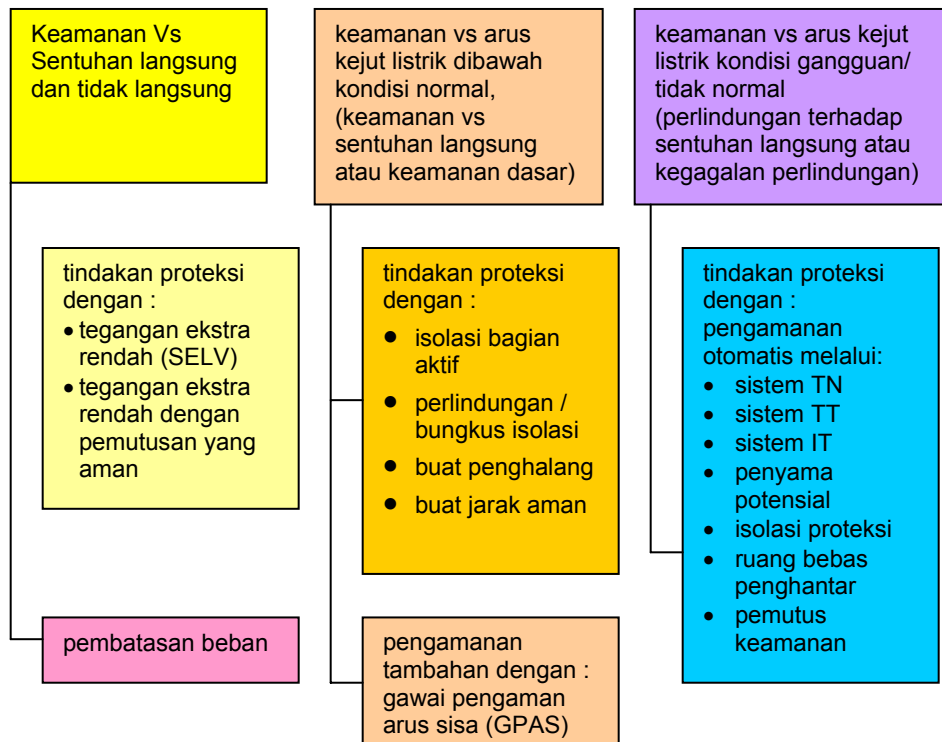 Keamanan Vs
Sentuhan langsung
dan tidak langsung
keamanan vs arus
kejut listrik dibawah
kondisi normal,
(keamanan vs
sentuhan langsung
atau keamanan dasar)
keamanan vs arus kejut
listrik kondisi gangguan/
tidak normal
(perlindungan terhadap
sentuhan langsung atau
kegagalan perlindungan)
tindakan proteksi
dengan :
• tegangan ekstra
rendah (SELV)
• tegangan ekstra
rendah dengan
pemutusan yang
aman
tindakan proteksi
dengan :
• isolasi bagian
aktif
• perlindungan /
bungkus isolasi
• buat penghalang
• buat jarak aman
tindakan proteksi
dengan :
pengamanan
otomatis melalui:
• sistem TN
• sistem TT
• sistem IT
• penyama
potensial
• isolasi proteksi
• ruang bebas
penghantar
• pemutus
keamanan
pembatasan beban
pengamanan
tambahan dengan :
gawai pengaman
arus sisa (GPAS)